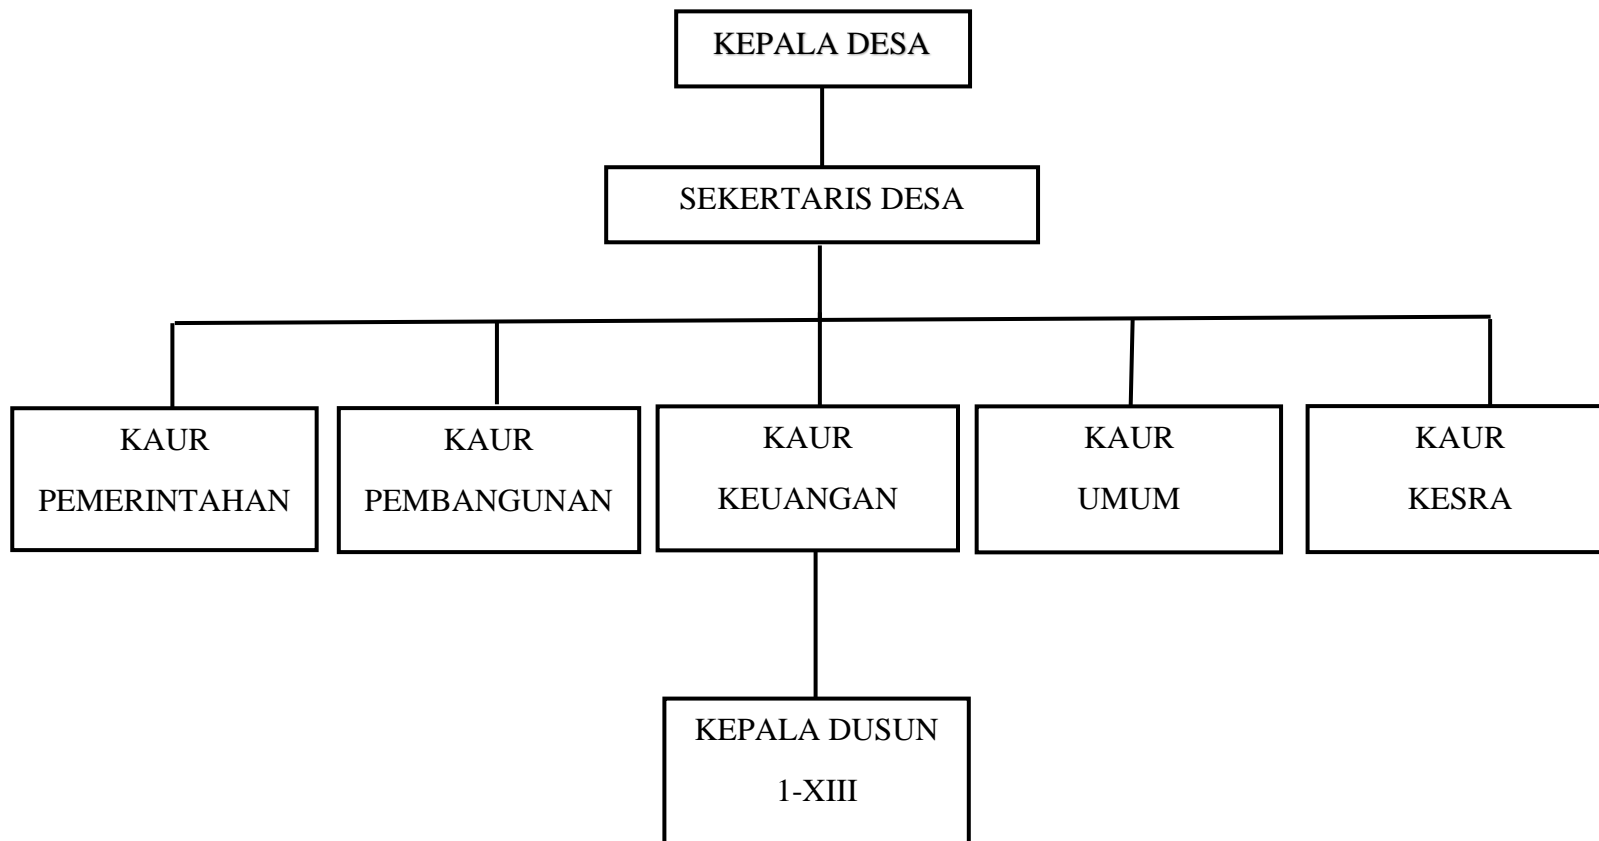 KEPALA DESA
SEKERTARIS DESA
KAUR
PEMERINTAHAN
KAUR
PEMBANGUNAN
KAUR
KEUANGAN
KAUR
UMUM
KAUR
KESRA
KEPALA DUSUN
1-XIII